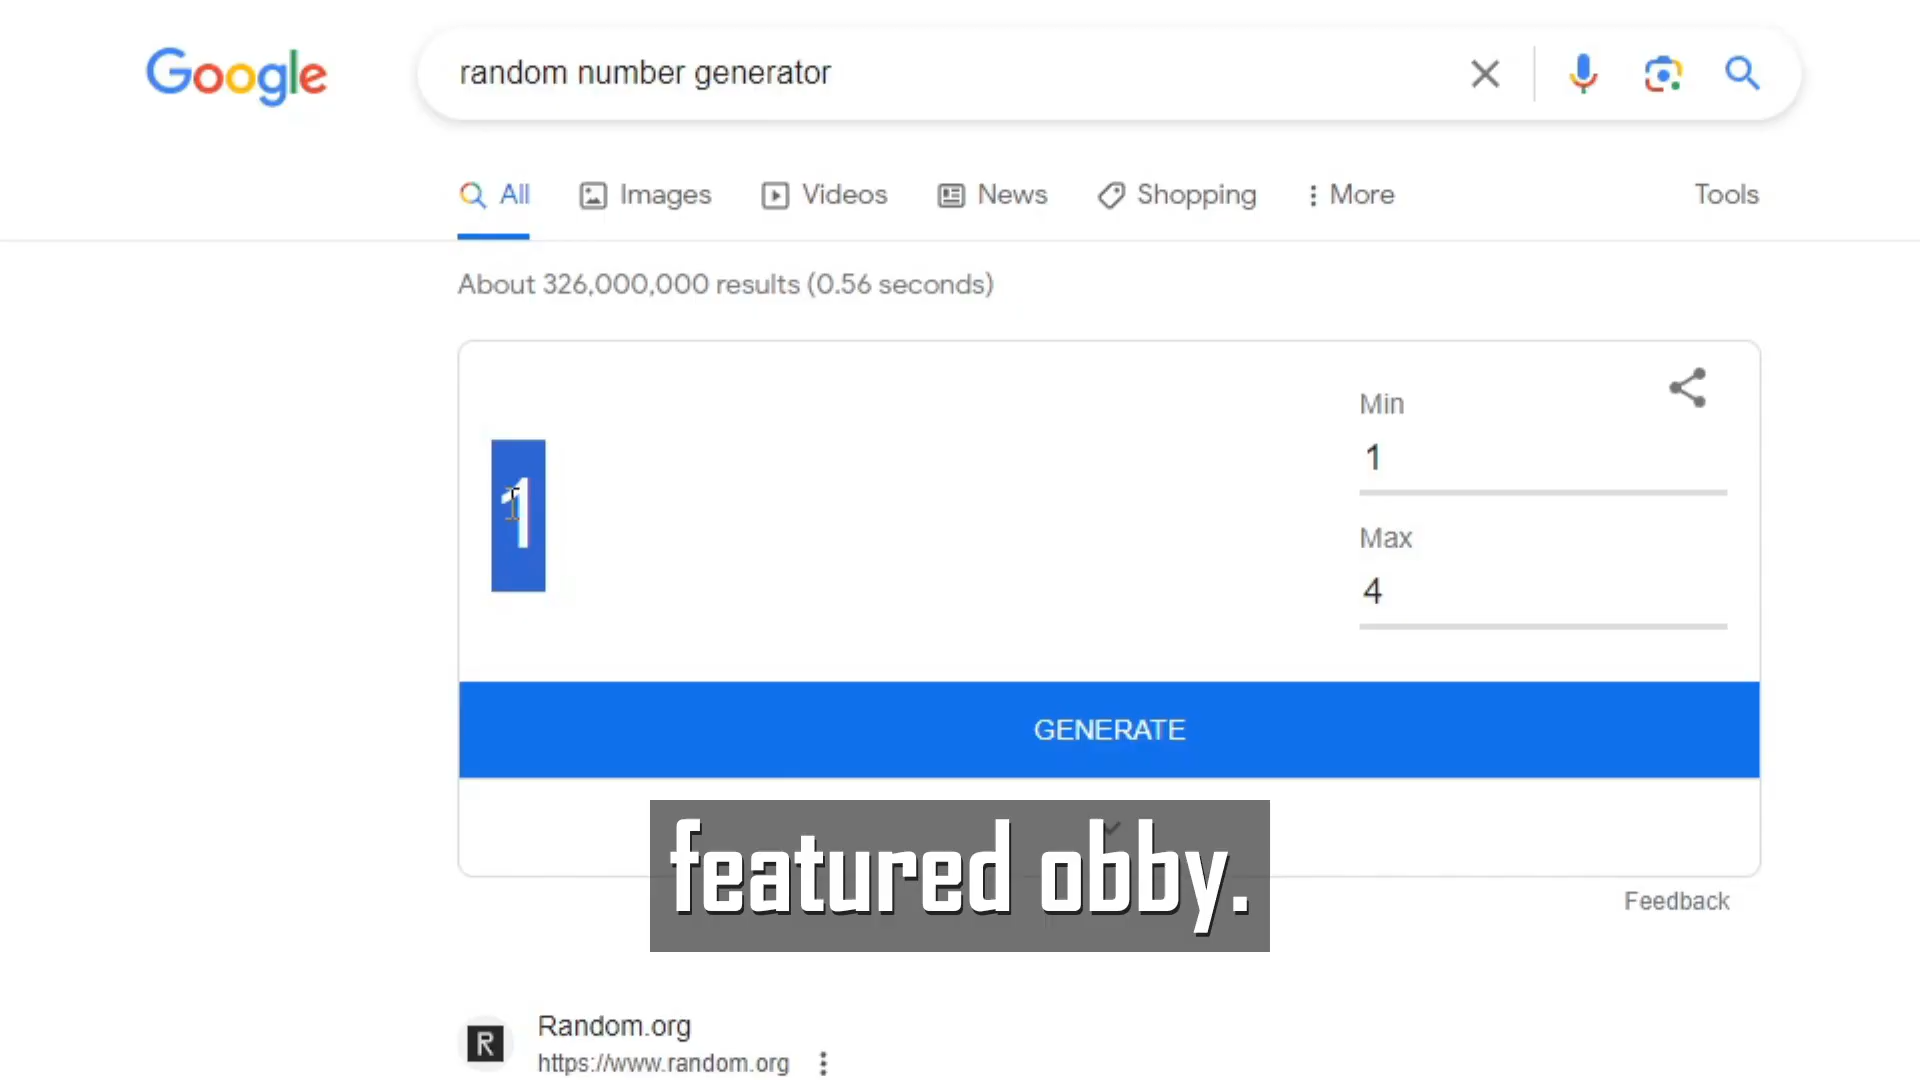 Google
random number generator
All
Images
Videos
News
Shopping
More
Tools
About 326,000,000 results (0.56 seconds)
1
Min
1
Max
4
GENERATE
featured obby.
Feedback
R
Random.org
https://www.random.org